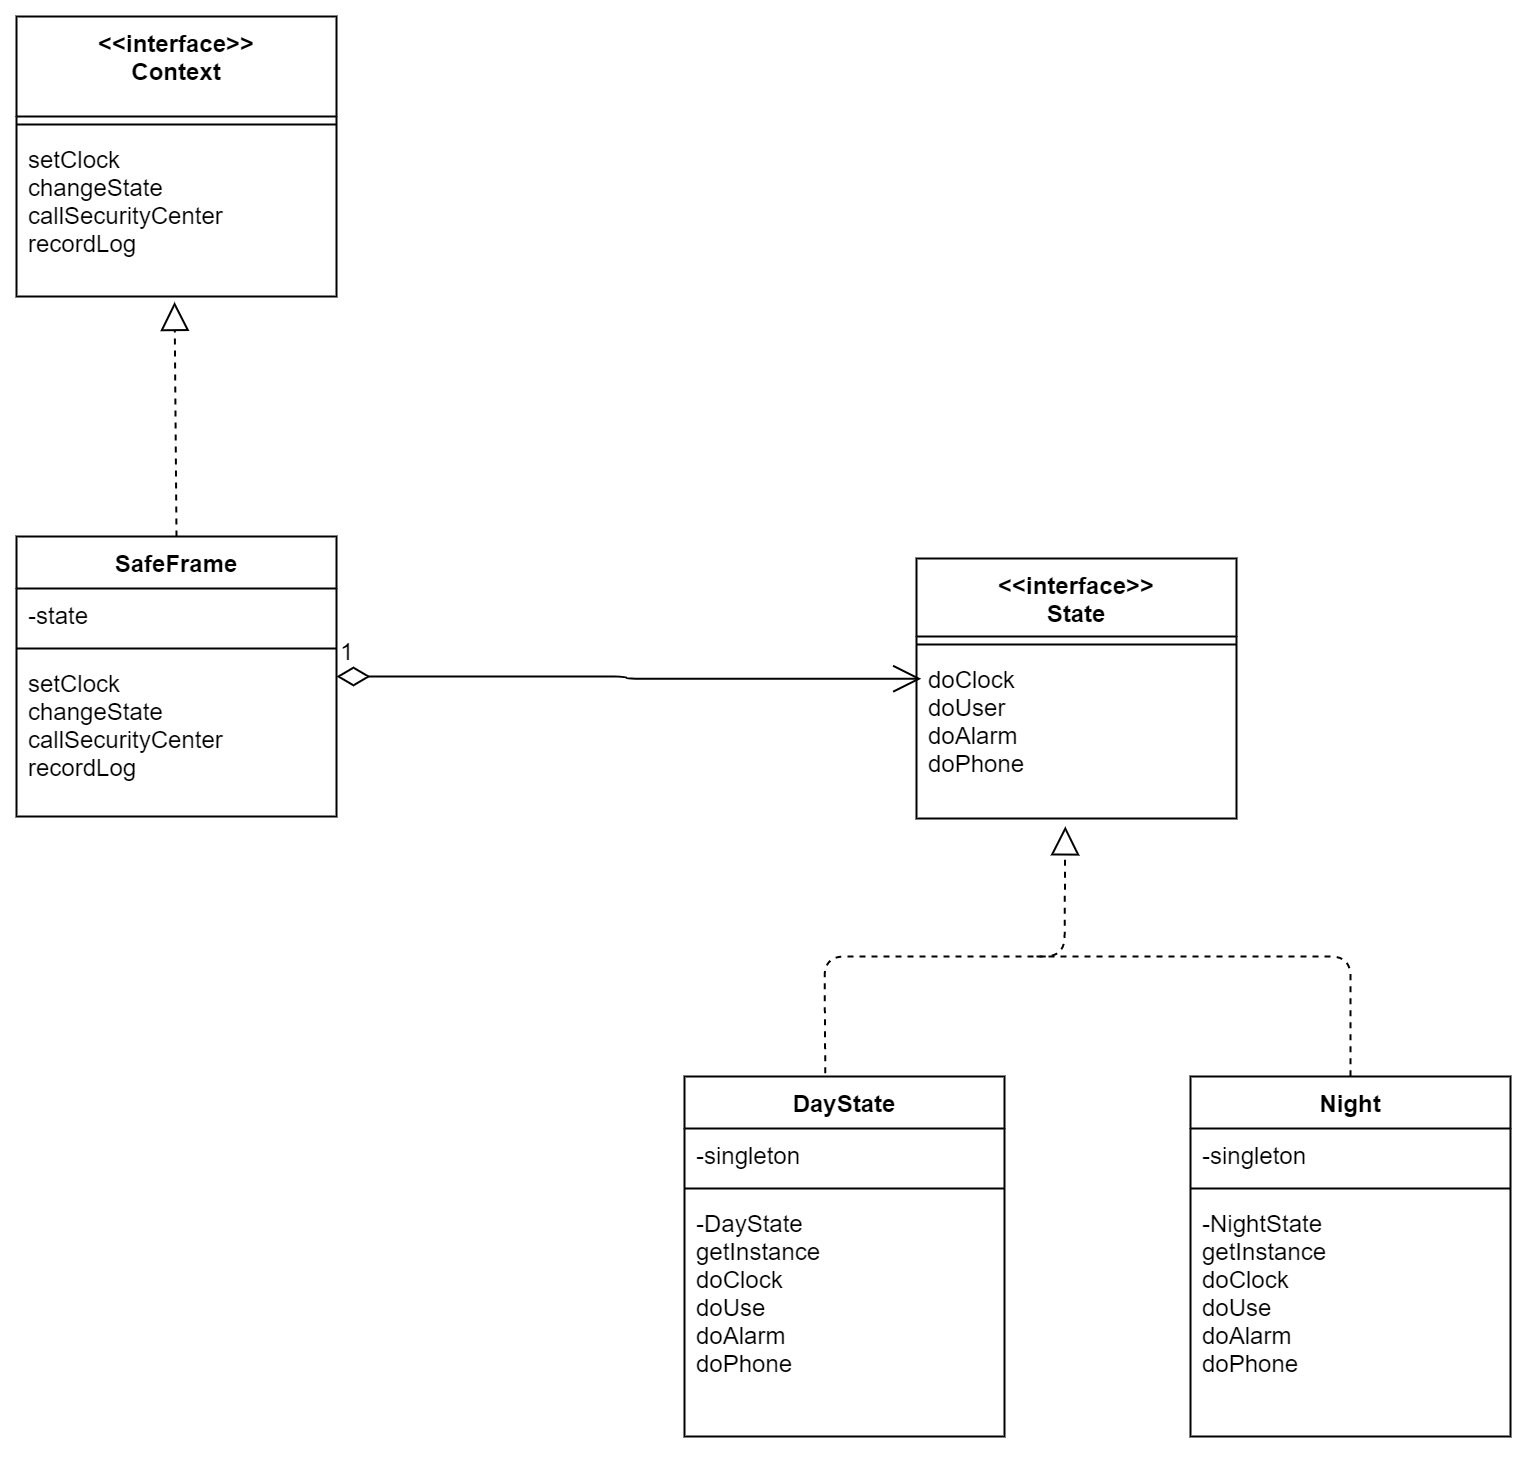 <<interface>>
Context
setClock
changeState
callSecurityCenter
recordLog
SafeFrame
-state
setClock
changeState
callSecurityCenter
recordLog
1
<<interface>>
State
doClock
doUser
doAlarm
doPhone
DayState
-singleton
-DayState
getInstance
doClock
doUse
doAlarm
doPhone
Night
-singleton
-NightState
getInstance
doClock
doUse
doAlarm
doPhone